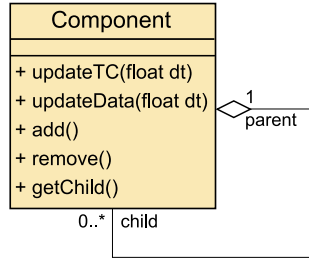 Component
+ updateTC(float dt)
+ updateData(float dt)
+ add()
+ remove()
+ getChild()
1
parent
0..* child